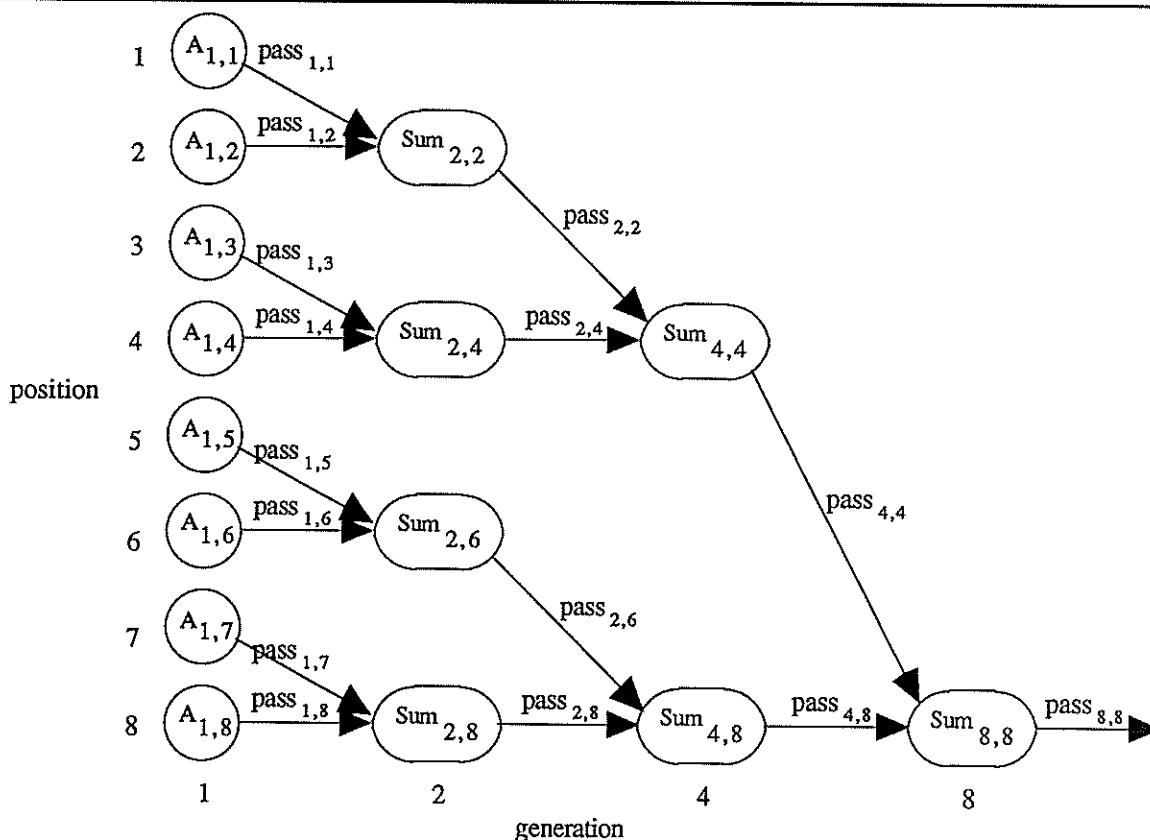 1 A1,1 pass1,1
2 A1,2 pass1,2 Sum2,2
pass2,2
3 A1,3 pass1,3
4 A1,4 pass1,4 Sum2,4 pass2,4 Sum4,4
position
5 A1,5 pass1,5
pass4,4
6 A1,6 pass1,6 Sum2,6
pass2,6
7 A1,7 pass1,7
8 A1,8 pass1,8 Sum2,8 pass2,8 Sum4,8 pass4,8 Sum8,8 pass8,8
1 2 4 8
generation